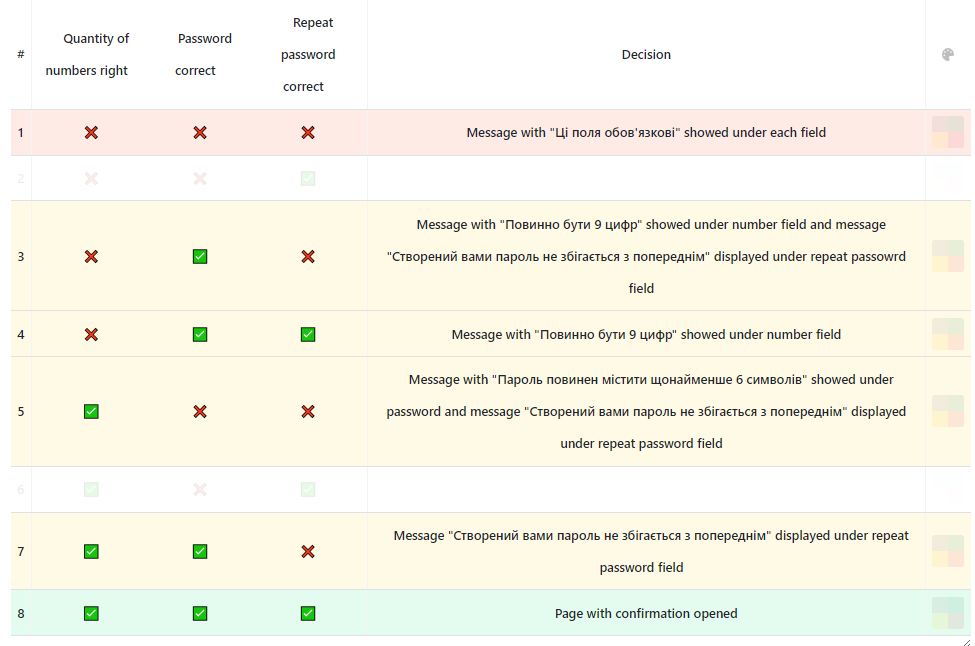 #
Quantity of
numbers right
Password
correct
Repeat
password
correct
Decision
1
Message with "Ці поля обов'язкові" showed under each field
2
3
Message with "Повинно бути 9 цифр" showed under number field and message
"Створений вами пароль не збігається з попереднім" displayed under repeat passowrd
field
4
Message with "Повинно бути 9 цифр" showed under number field
5
Message with "Пароль повинен містити щонайменше 6 символів" showed under
password and message "Створений вами пароль не збігається з попереднім" displayed
under repeat password field
6
7
Message "Створений вами пароль не збігається з попереднім" displayed under repeat
password field
8
Page with confirmation opened